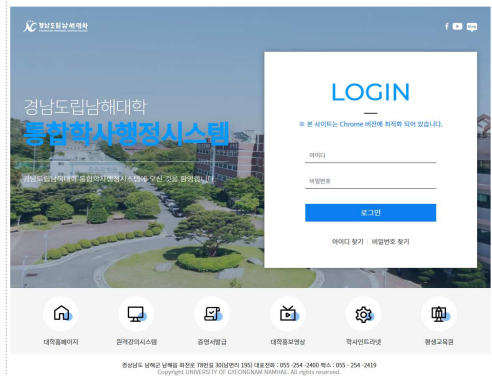 경남도립남해대학
LOGIN
경남도립남해대학
통합학사행정시스템
※ 본 사이트는 Chrome 버전에 최적화 되어 있습니다.
아이디
경남도립남해대학 통합학사행정시스템에 오신 것을 환영합니다
비밀번호
로그인
아이디 찾기 | 비밀번호 찾기
대학홈페이지
원격강의시스템
증명서발급
대학홍보영상
학사인트라넷
평생교육원
경상남도 남해군 남해읍 화전로 78번길 30(남변리 195) 대표전화 : 055 -254 -2400 팩스 : 055 - 254 -2419
Copyright UNIVERSITY OF GYEONGNAM NAMHAE. All rights reserved.